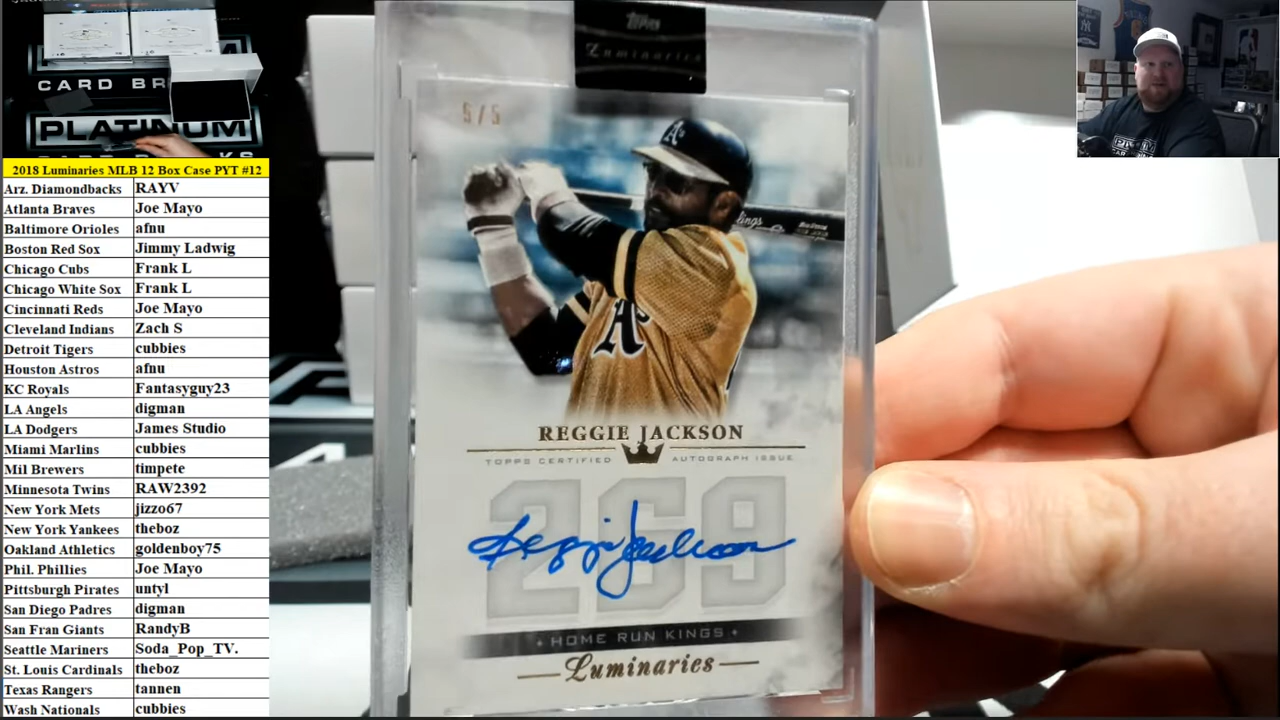 CARD BR
PLATINUM
2018 Luminaries MLB 12 Box Case PYT #12
Arz. Diamondbacks RAYV
Atlanta Braves Joe Mayo
Baltimore Orioles afnu
Boston Red Sox Jimmy Ladwig
Chicago Cubs Frank L
Chicago White Sox Frank L
Cincinnati Reds Joe Mayo
Cleveland Indians Zach S
Detroit Tigers cubbies
Houston Astros afnu
KC Royals Fantasyguy23
LA Angels digman
LA Dodgers James Studio
Miami Marlins cubbies
Mil Brewers timpete
Minnesota Twins RAW2392
New York Mets jizzo67
New York Yankees theboz
Oakland Athletics goldenboy75
Phil. Phillies Joe Mayo
Pittsburgh Pirates untyl
San Diego Padres digman
San Fran Giants RandyB
Seattle Mariners Soda_Pop_TV.
St. Louis Cardinals theboz
Texas Rangers tannen
Wash Nationals cubbies
Topps
Luminaries
5/5
A's
A's
REGGIE JACKSON
TOPPS CERTIFIED AUTOGRAPH ISSUE
269
Reggie Jackson
HOME RUN KINGS
Luminaries